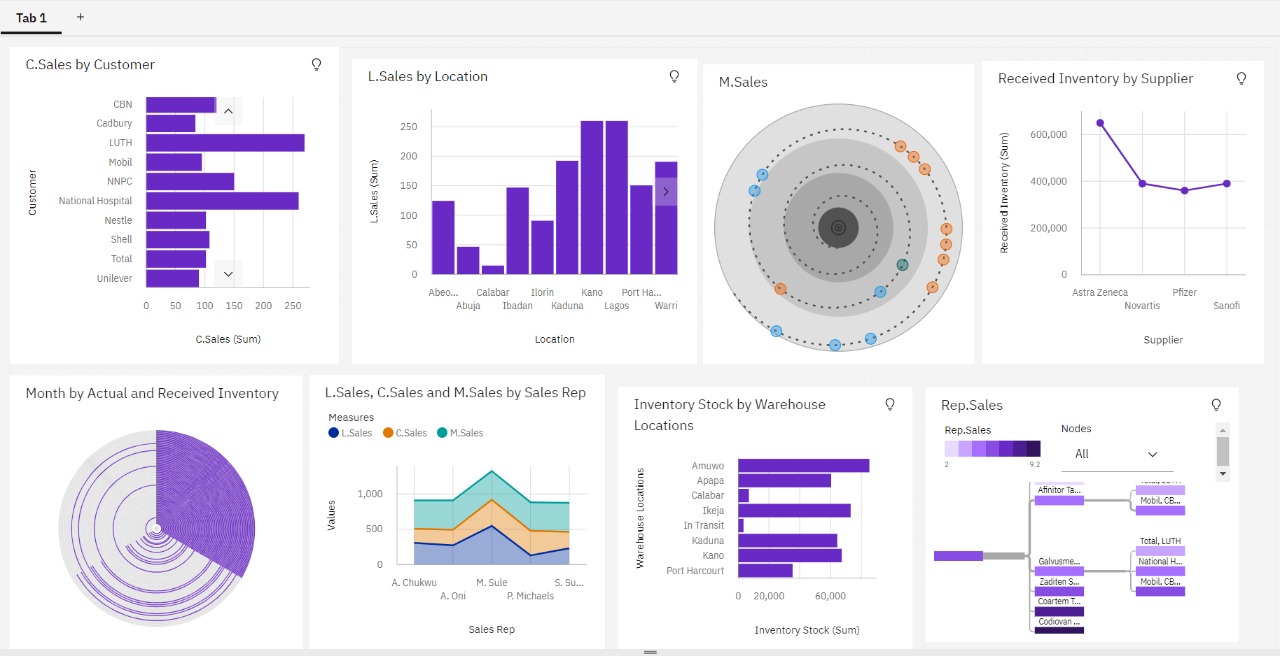 Tab 1 +
C.Sales by Customer
Customer
CBN
Cadbury
LUTH
Mobil
NNPC
National Hospital
Nestle
Shell
Total
Unilever
0 50 100 150 200 250
C.Sales (Sum)
L.Sales by Location
L.Sales (Sum)
250
200
150
100
50
0
Abeo... Calabar Ilorin Kano Port Ha...
Abuja Ibadan Kaduna Lagos Warri
Location
M.Sales
Received Inventory by Supplier
Received Inventory (Sum)
600,000
400,000
200,000
0
Astra Zeneca Pfizer
Novartis Sanofi
Supplier
Month by Actual and Received Inventory
L.Sales, C.Sales and M.Sales by Sales Rep
Measures
L.Sales C.Sales M.Sales
Values
1,000
500
0
A. Chukwu M. Sule S. Su...
A. Oni P. Michaels
Sales Rep
Inventory Stock by Warehouse
Locations
Warehouse Locations
Amuwo
Apapa
Calabar
Ikeja
In Transit
Kaduna
Kano
Port Harcourt
0 20,000 60,000
Inventory Stock (Sum)
Rep.Sales
Rep.Sales Nodes
All
2 9.2
Afinitor Ta...
Mobil, CB...
Total, LUTH
Galvusme... National H...
Zaditen S... Mobil, CB...
Coartem T...
Codiovan ...